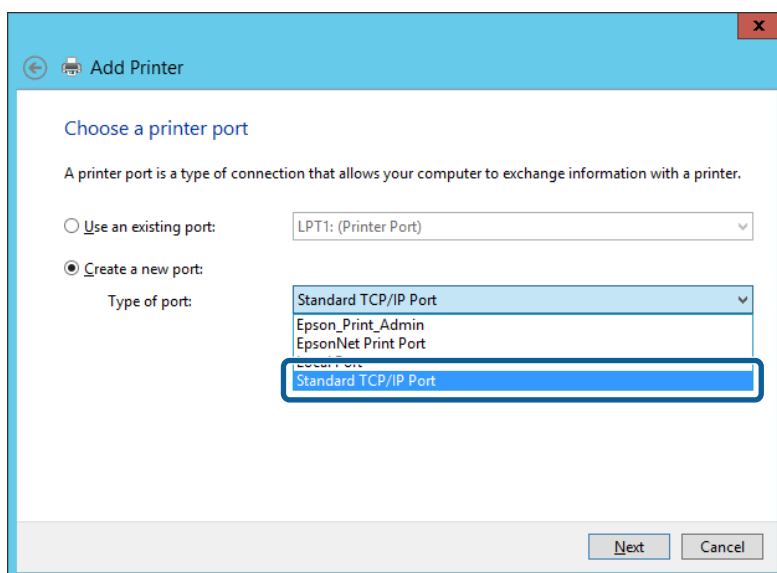 x
Add Printer
Choose a printer port
A printer port is a type of connection that allows your computer to exchange information with a printer.
Use an existing port: LPT1: (Printer Port)
Create a new port:
Type of port: Standard TCP/IP Port
Epson_Print_Admin
EpsonNet Print Port
Local Port
Standard TCP/IP Port
Next Cancel